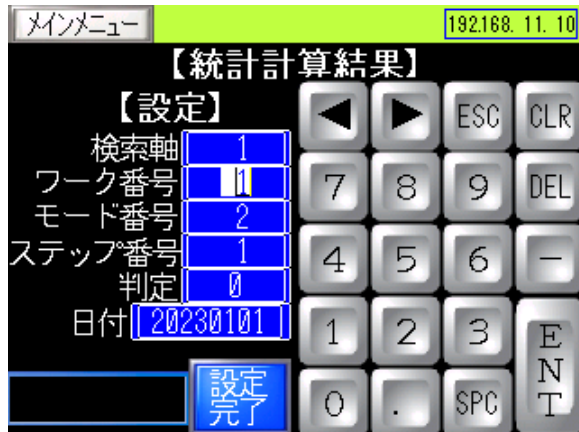 メインメニュー 192.168. 11. 10
【統計計算結果】
【設定】
検索軸 1
ワーク番号 1
モード番号 2
ステップ番号 1
判定 0
日付 20230101
設定
完了
◀ ▶ ESC CLR
7 8 9 DEL
4 5 6 -
1 2 3 ENT
0 . SPC